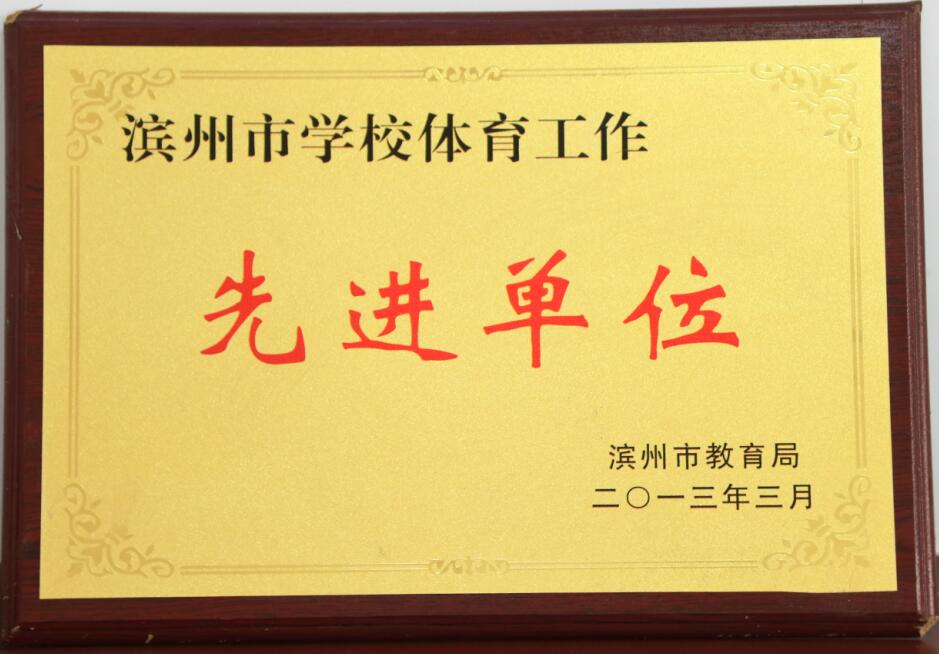 滨州市学校体育工作
先进单位
滨州市教育局
二〇一三年三月